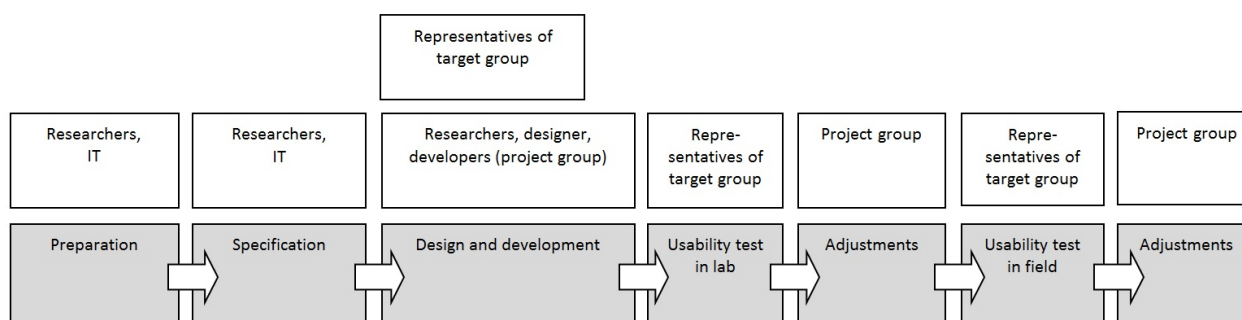 Representatives of
target group
Researchers,
IT
Researchers,
IT
Researchers, designer,
developers (project group)
Repre-
sentatives of
target group
Project group
Repre-
sentatives of
target group
Project group
Preparation
Specification
Design and development
Usability test
in lab
Adjustments
Usability test
in field
Adjustments